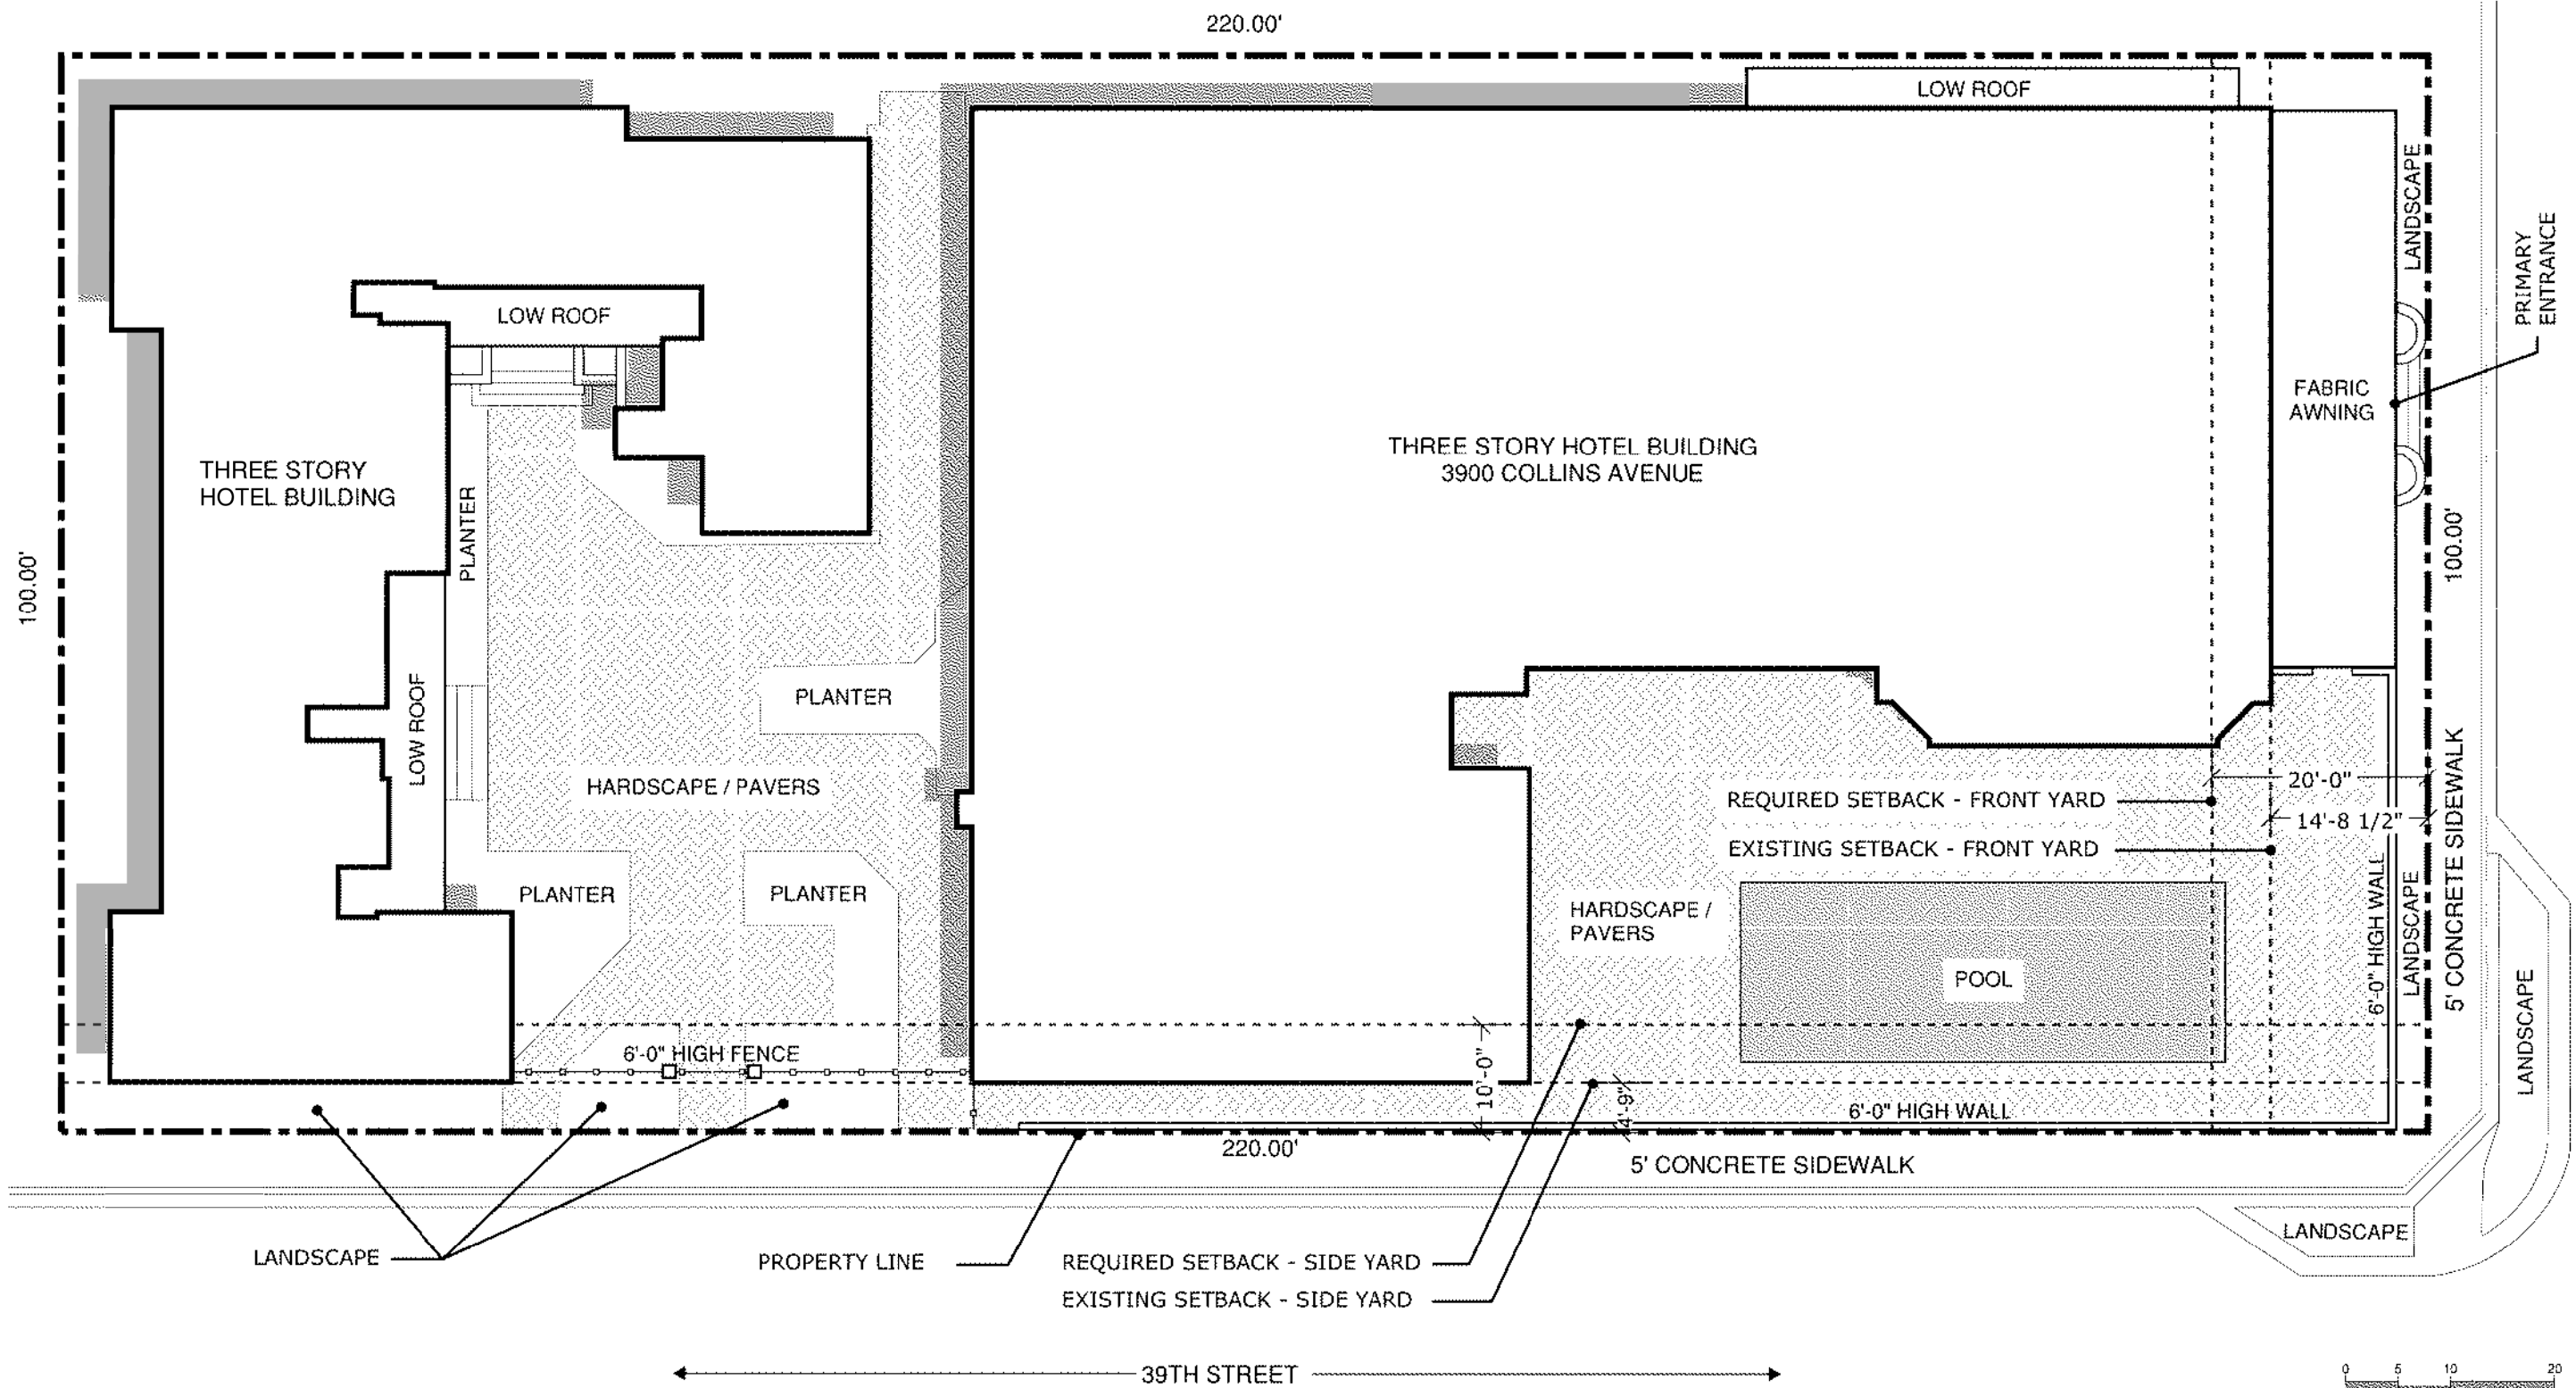 220.00'
LOW ROOF
LANDSCAPE
PRIMARY
ENTRANCE
LOW ROOF
FABRIC
AWNING
THREE STORY HOTEL BUILDING
3900 COLLINS AVENUE
THREE STORY
HOTEL BUILDING
PLANTER
100.00'
100.00'
PLANTER
LOW ROOF
HARDSCAPE / PAVERS
20'-0"
REQUIRED SETBACK - FRONT YARD
14'-8 1/2"
EXISTING SETBACK - FRONT YARD
5' CONCRETE SIDEWALK
PLANTER
PLANTER
HARDSCAPE /
PAVERS
6'-0" HIGH WALL
LANDSCAPE
POOL
LANDSCAPE
6'-0" HIGH FENCE
10'-0"
4'-9"
6'-0" HIGH WALL
220.00'
5' CONCRETE SIDEWALK
LANDSCAPE
LANDSCAPE
PROPERTY LINE
REQUIRED SETBACK - SIDE YARD
EXISTING SETBACK - SIDE YARD
39TH STREET
0 5 10 20